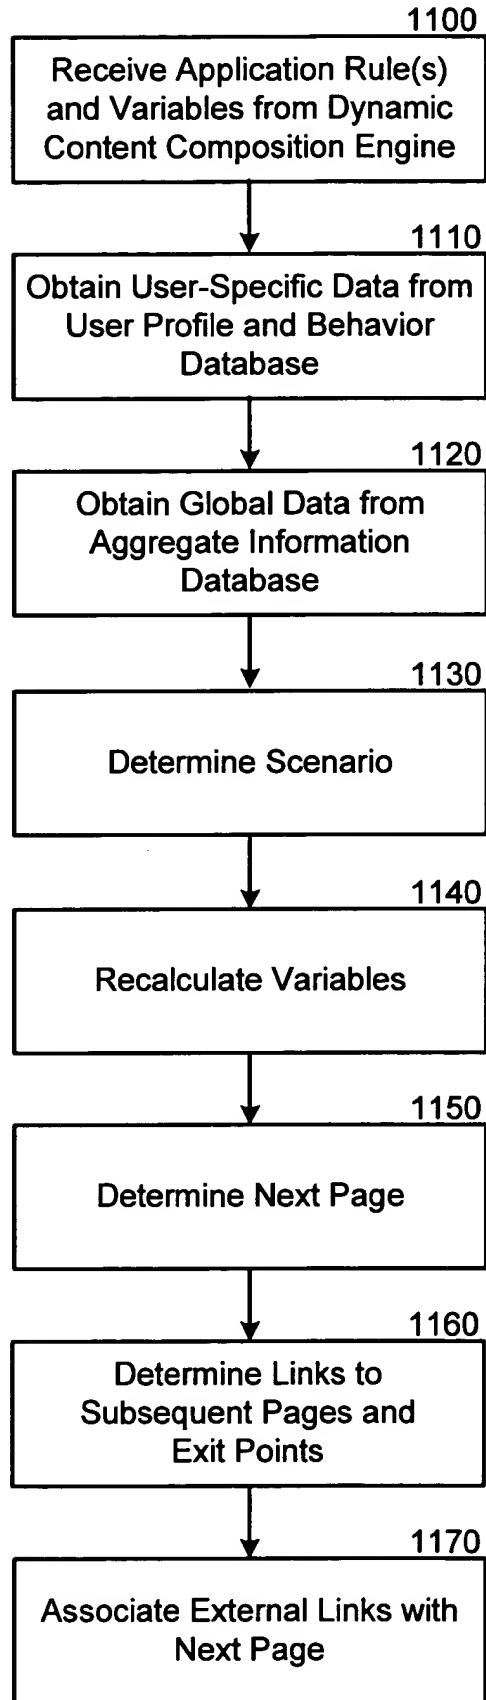 1100
Receive Application Rule(s)
and Variables from Dynamic
Content Composition Engine
1110
Obtain User-Specific Data from
User Profile and Behavior
Database
1120
Obtain Global Data from
Aggregate Information
Database
1130
Determine Scenario
1140
Recalculate Variables
1150
Determine Next Page
1160
Determine Links to
Subsequent Pages and
Exit Points
1170
Associate External Links with
Next Page